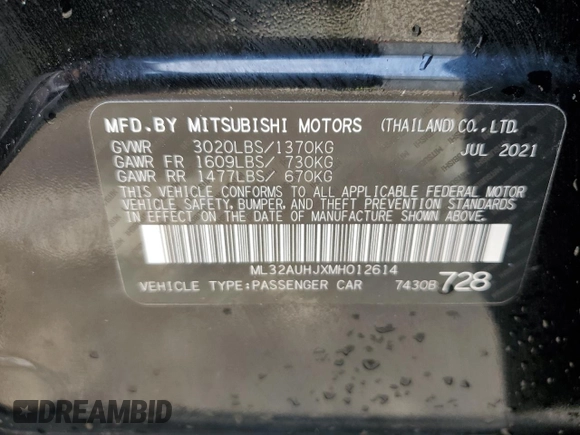 MFD.BY MITSUBISHI MOTORS (THAILAND)CO.,LTD.
GVWR 3020LBS/1370KG JUL 2021
GAWR FR 1609LBS/ 730KG
GAWR RR 1477LBS/ 670KG
THIS VEHICLE CONFORMS TO ALL APPLICABLE FEDERAL MOTOR
VEHICLE SAFETY,BUMPER,AND THEFT PREVENTION STANDARDS
IN EFFECT ON THE DATE OF MANUFACTURE SHOWN ABOVE.
ML32AUHJXMH012614
VEHICLE TYPE:PASSENGER CAR 7430B 728
DREAMBID